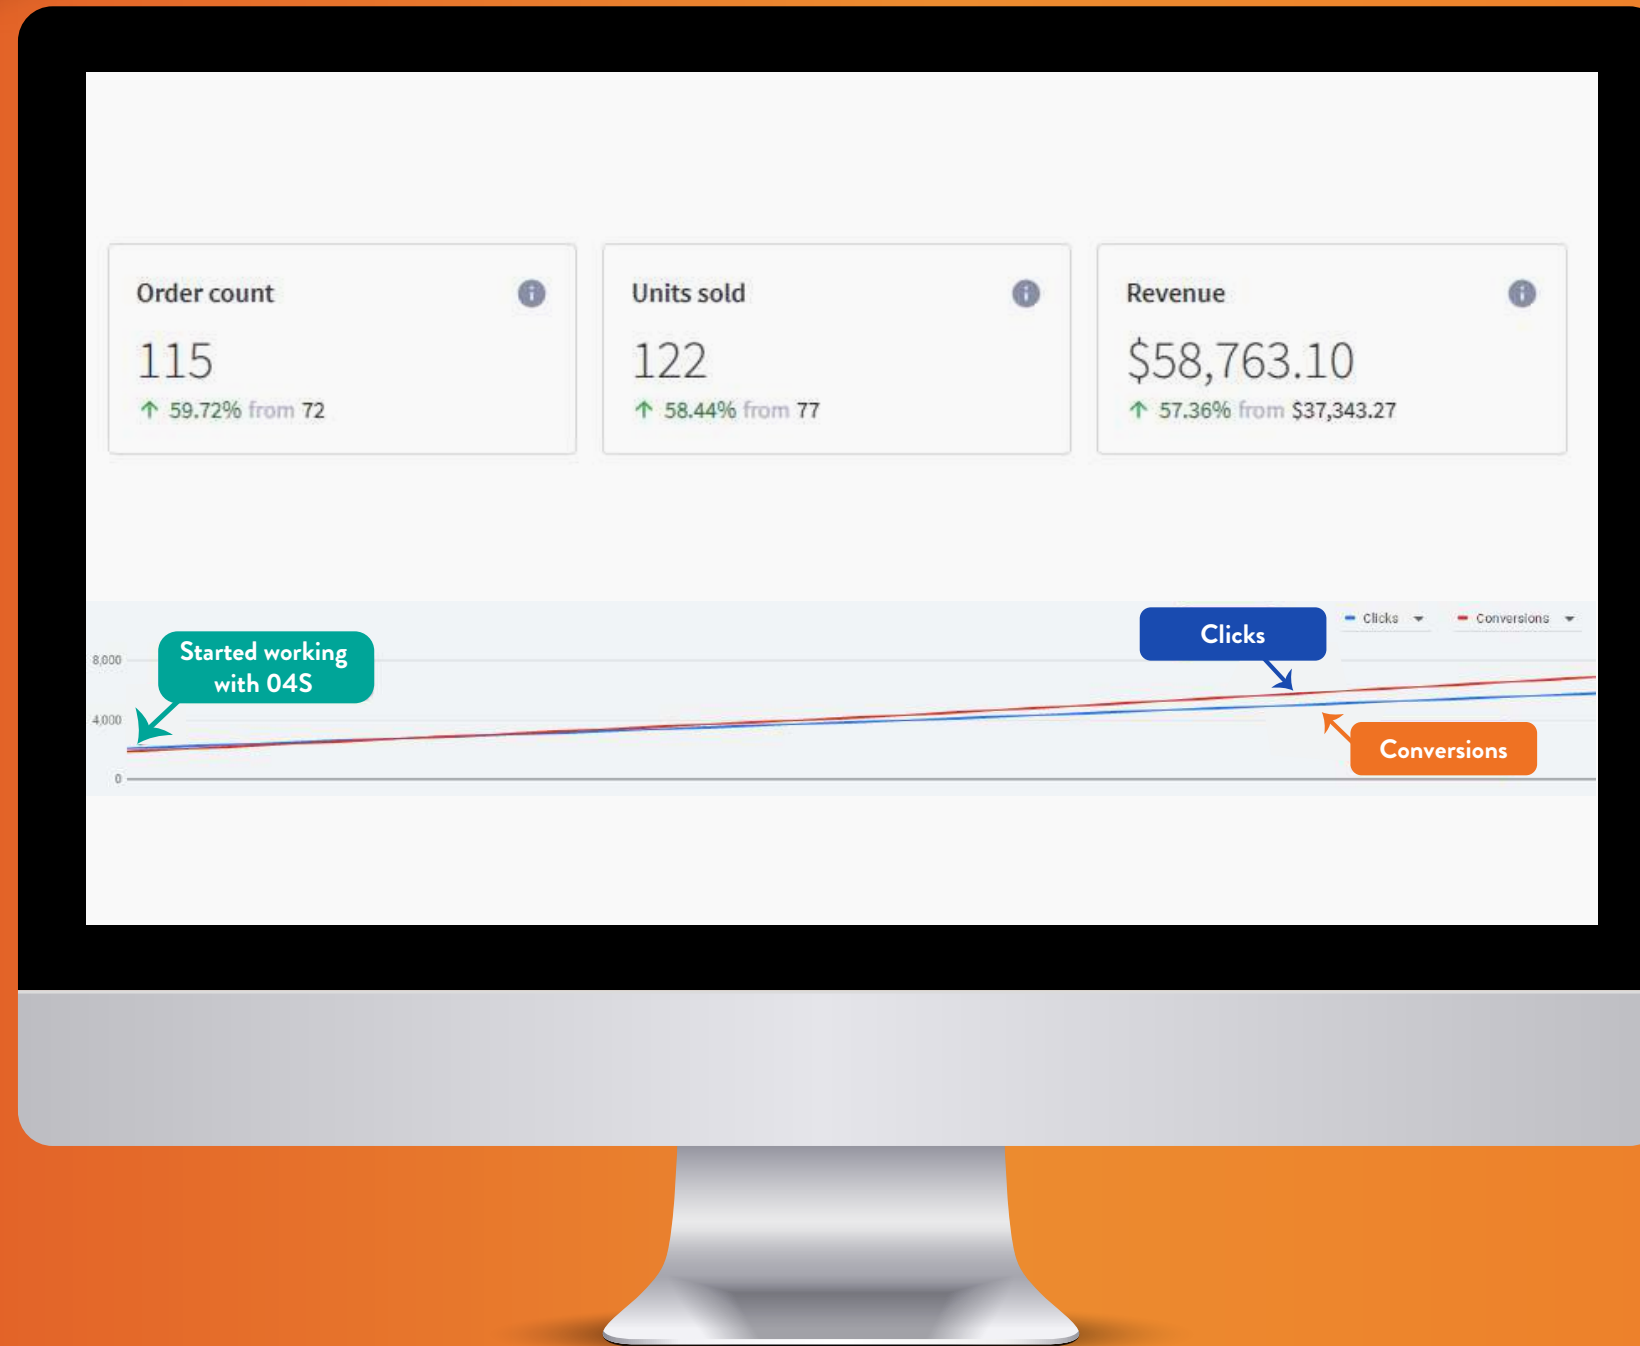 Order count
115
↑ 59.72% from 72
Units sold
122
↑ 58.44% from 77
Revenue
$58,763.10
↑ 57.36% from $37,343.27
Clicks
Conversions
8,000
4,000
0
Started working
with 04S
Clicks
Conversions